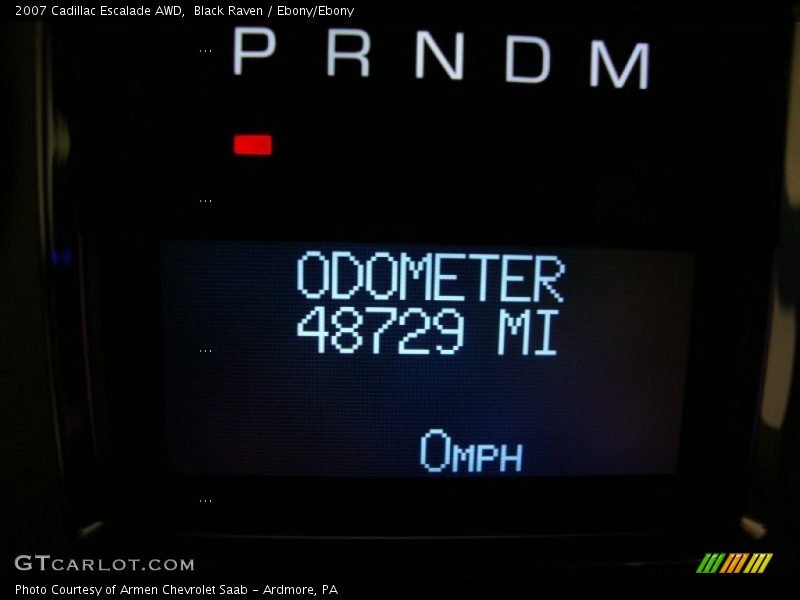 2007 Cadillac Escalade AWD,  Black Raven / Ebony/Ebony
P R N D M
ODOMETER
48729 MI
0MPH
GTCARLOT.COM
Photo Courtesy of Armen Chevrolet Saab - Ardmore, PA